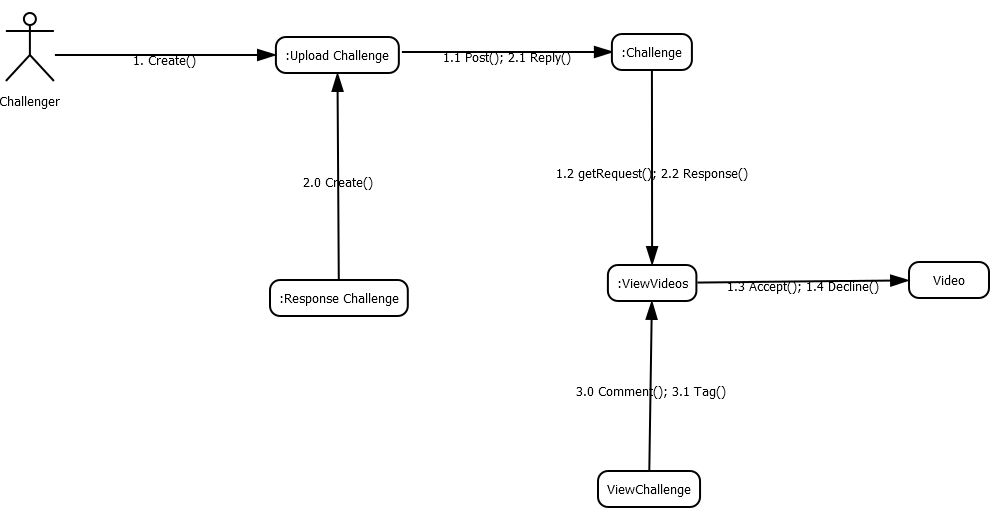 :Upload Challenge
1.1 Post(); 2.1 Reply()
:Challenge
1. Create()
Challenger
1.2 getRequest(); 2.2 Response()
2.0 Create()
:Response Challenge
:ViewVideos
1.3 Accept(); 1.4 Decline()
Video
3.0 Comment(); 3.1 Tag()
ViewChallenge